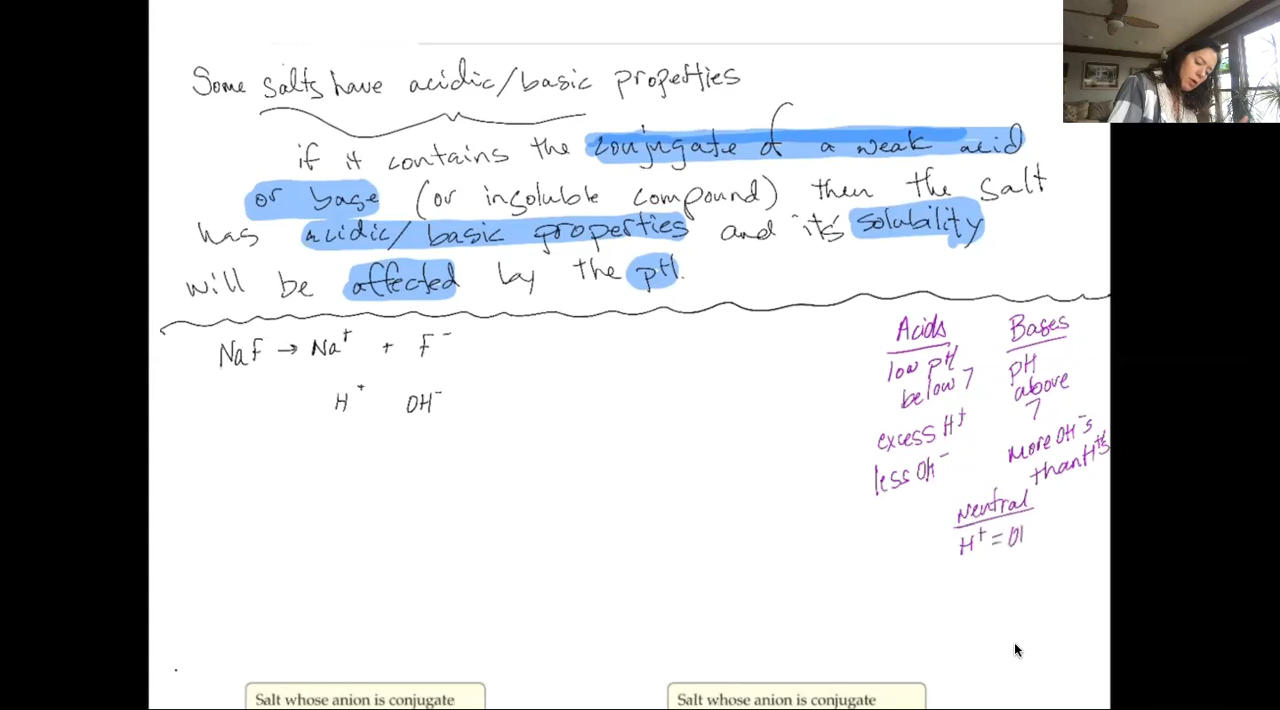 Some salts have acidic/basic properties
if it contains the conjugate of a weak acid
or base (or insoluble compound) then the salt
has acidic/basic properties and it's solubility
will be affected by the pH.
NaF → Na⁺ + F⁻
H⁺ OH⁻
Acids
low pH
below 7
excess H⁺
less OH⁻
Bases
pH
above
7
More OH⁻s
than H⁺s
Neutral
H⁺ = OH
Salt whose anion is conjugate
Salt whose anion is conjugate